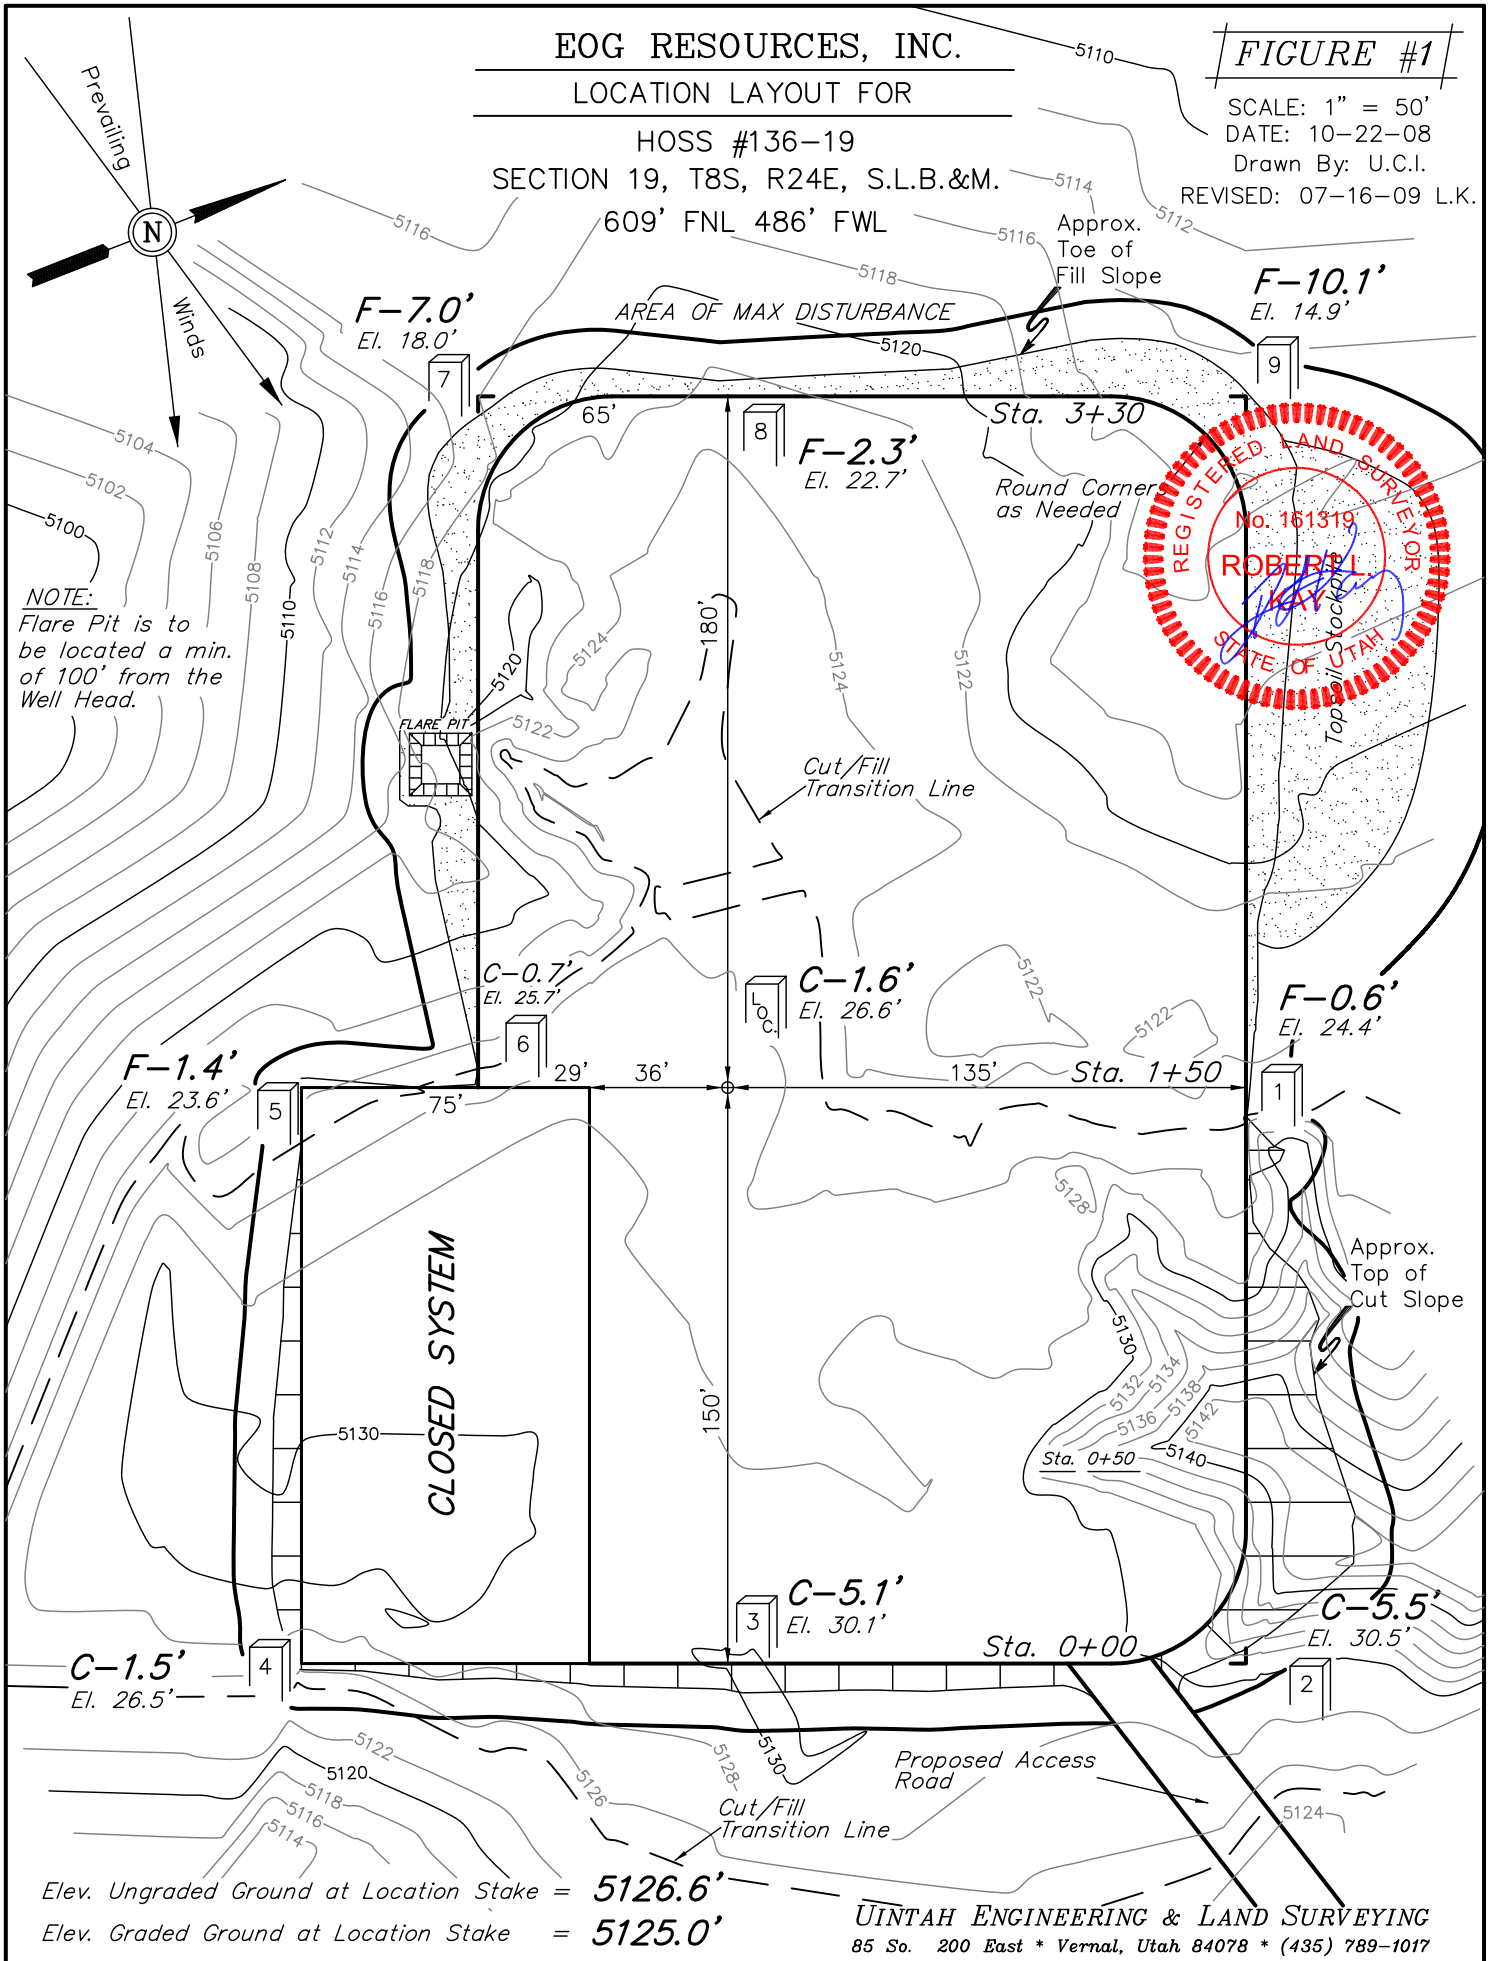 EOG RESOURCES, INC.
LOCATION LAYOUT FOR
HOSS #136-19
SECTION 19, T8S, R24E, S.L.B.&M.
609' FNL 486' FWL
FIGURE #1
SCALE: 1" = 50'
DATE: 10-22-08
Drawn By: U.C.I.
REVISED: 07-16-09 L.K.
Prevailing
N
Winds
5110
5114
5112
5116
5116
5118
Approx.
Toe of
Fill Slope
F-10.1'
El. 14.9'
F-7.0'
El. 18.0'
AREA OF MAX DISTURBANCE
5120
7
9
65'
8
Sta. 3+30
F-2.3'
El. 22.7'
Round Corners
as Needed
REGISTERED LAND SURVEYOR
No. 161319
ROBERT L.
KAY
STATE OF UTAH
Topsoil Stockpile
5104
5102
5100
5106
5108
5110
5112
5114
5116
5118
NOTE:
Flare Pit is to
be located a min.
of 100' from the
Well Head.
5120
5124
180'
5124
5122
FLARE PIT
5122
Cut/Fill
Transition Line
C-0.7'
El. 25.7'
L
O
C.
C-1.6'
El. 26.6'
5122
5122
F-0.6'
El. 24.4'
6
F-1.4'
El. 23.6'
5
29'
36'
135'
Sta. 1+50
1
75'
5128
CLOSED SYSTEM
Approx.
Top of
Cut Slope
5130
5132
5134
5136
5138
5142
5140
150'
5130
Sta. 0+50
3
C-5.1'
El. 30.1'
C-5.5'
El. 30.5'
Sta. 0+00
C-1.5'
El. 26.5'
4
2
5122
5120
5118
5116
5114
5126
5128
5130
Proposed Access
Road
Cut/Fill
Transition Line
5124
Elev. Ungraded Ground at Location Stake = 5126.6'
Elev. Graded Ground at Location Stake = 5125.0'
UINTAH ENGINEERING & LAND SURVEYING
85 So. 200 East * Vernal, Utah 84078 * (435) 789-1017